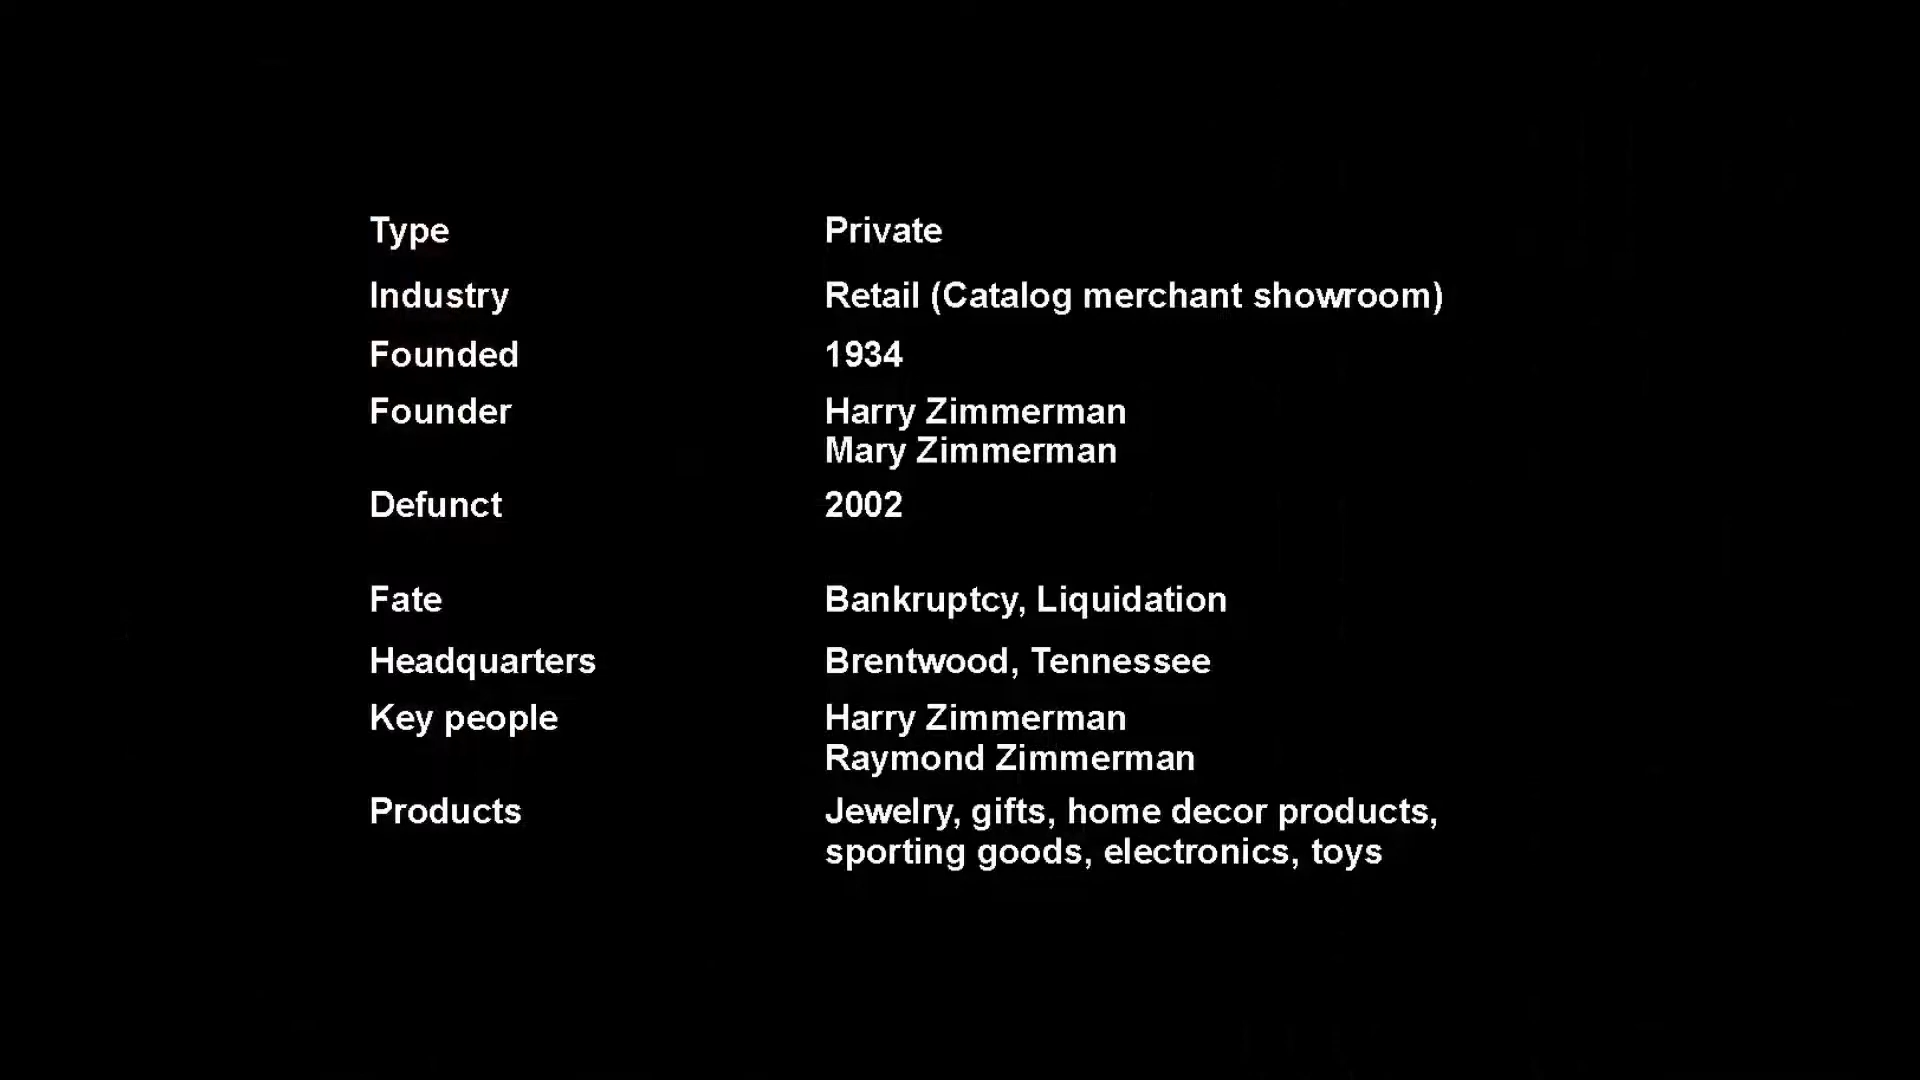 Type Private
Industry Retail (Catalog merchant showroom)
Founded 1934
Founder Harry Zimmerman
Mary Zimmerman
Defunct 2002
Fate Bankruptcy, Liquidation
Headquarters Brentwood, Tennessee
Key people Harry Zimmerman
Raymond Zimmerman
Products Jewelry, gifts, home decor products,
sporting goods, electronics, toys